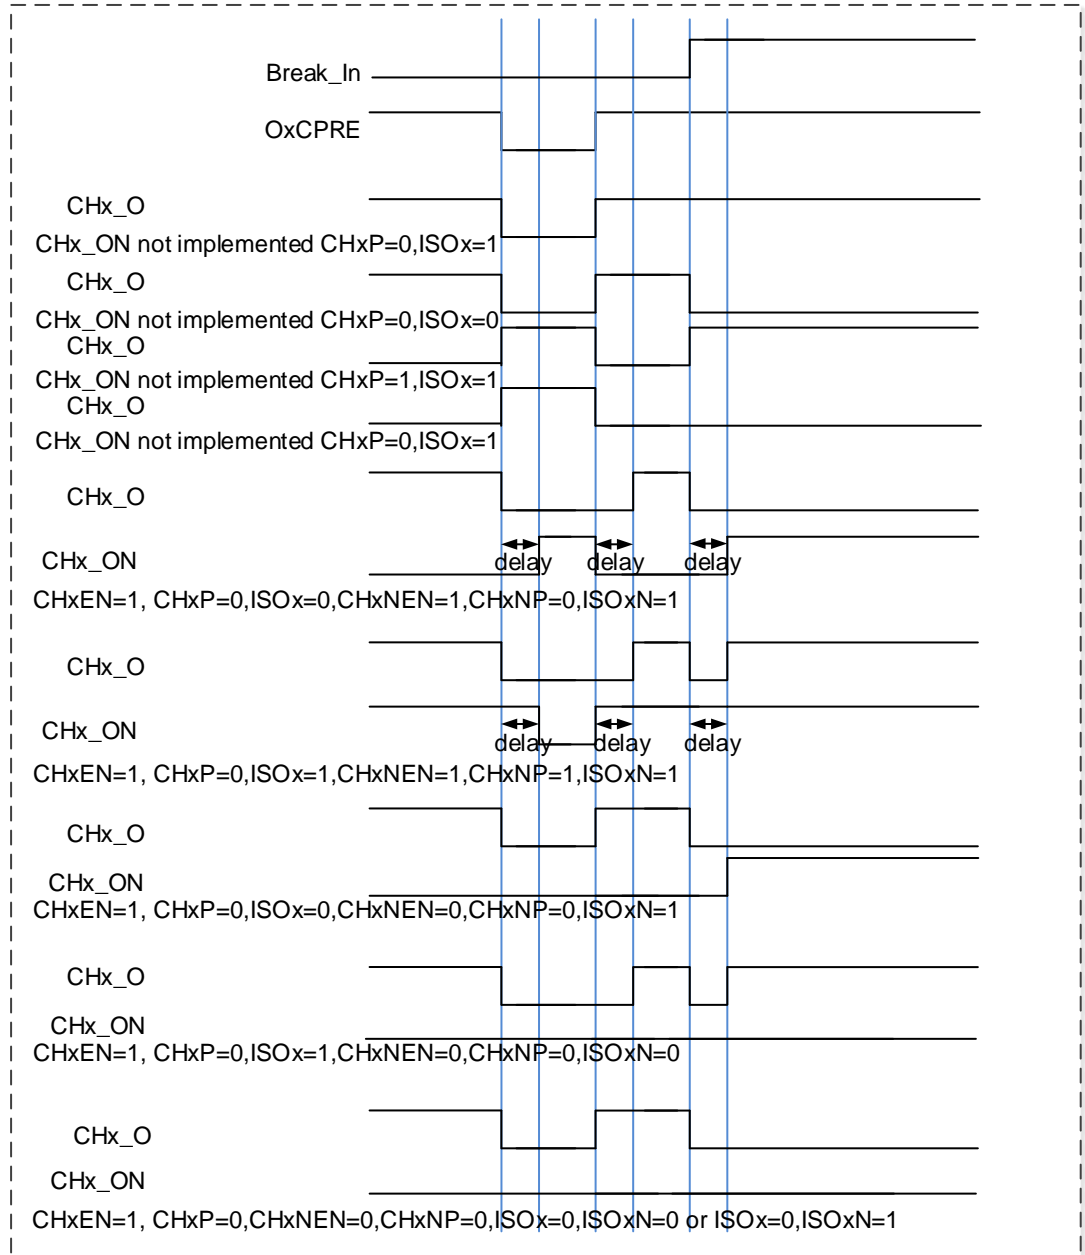 Break_In
OxCPRE
CHx_O
CHx_ON not implemented CHxP=0,ISOx=1
CHx_O
CHx_ON not implemented CHxP=0,ISOx=0
CHx_O
CHx_ON not implemented CHxP=1,ISOx=1
CHx_O
CHx_ON not implemented CHxP=0,ISOx=1
CHx_O
CHx_ON delay delay delay
CHxEN=1, CHxP=0,ISOx=0,CHxNEN=1,CHxNP=0,ISOxN=1
CHx_O
CHx_ON delay delay delay
CHxEN=1, CHxP=0,ISOx=1,CHxNEN=1,CHxNP=1,ISOxN=1
CHx_O
CHx_ON
CHxEN=1, CHxP=0,ISOx=0,CHxNEN=0,CHxNP=0,ISOxN=1
CHx_O
CHx_ON
CHxEN=1, CHxP=0,ISOx=1,CHxNEN=0,CHxNP=0,ISOxN=0
CHx_O
CHx_ON
CHxEN=1, CHxP=0,CHxNEN=0,CHxNP=0,ISOx=0,ISOxN=0 or ISOx=0,ISOxN=1